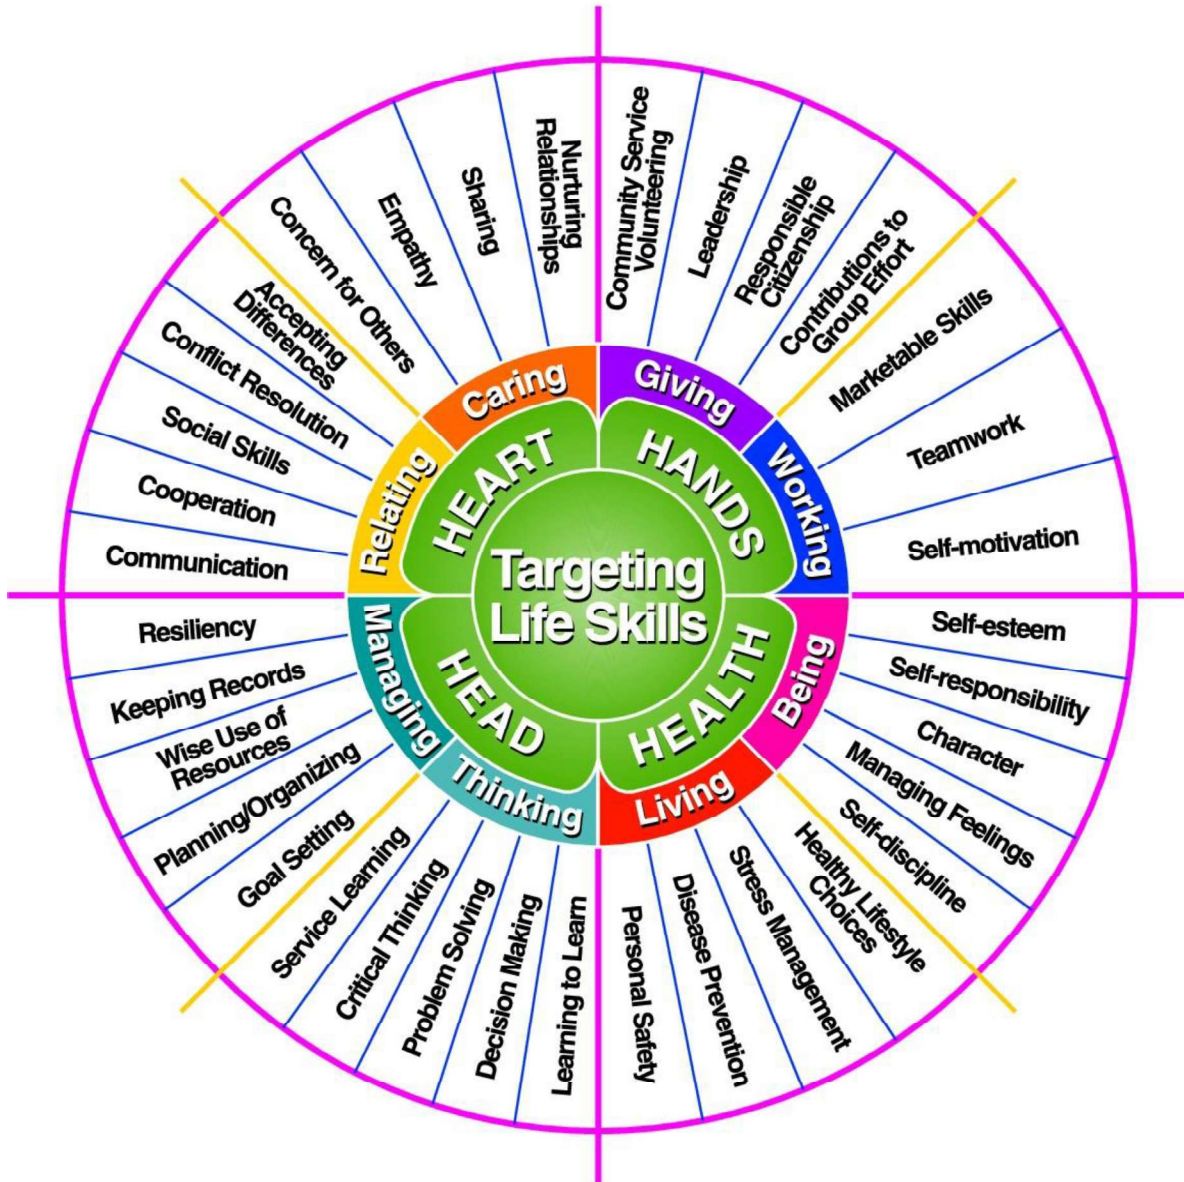 Targeting
Life Skills
HEART
Caring
Nurturing
Relationships
Sharing
Empathy
Concern for Others
Relating
Accepting
Differences
Conflict Resolution
Social Skills
Cooperation
Communication
HANDS
Giving
Community Service
Volunteering
Leadership
Responsible
Citizenship
Contributions to
Group Effort
Working
Marketable Skills
Teamwork
Self-motivation
HEALTH
Being
Self-esteem
Self-responsibility
Character
Managing Feelings
Self-discipline
Living
Healthy Lifestyle
Choices
Stress Management
Disease Prevention
Personal Safety
HEAD
Thinking
Learning to Learn
Decision Making
Problem Solving
Critical Thinking
Service Learning
Managing
Goal Setting
Planning/Organizing
Wise Use of
Resources
Keeping Records
Resiliency